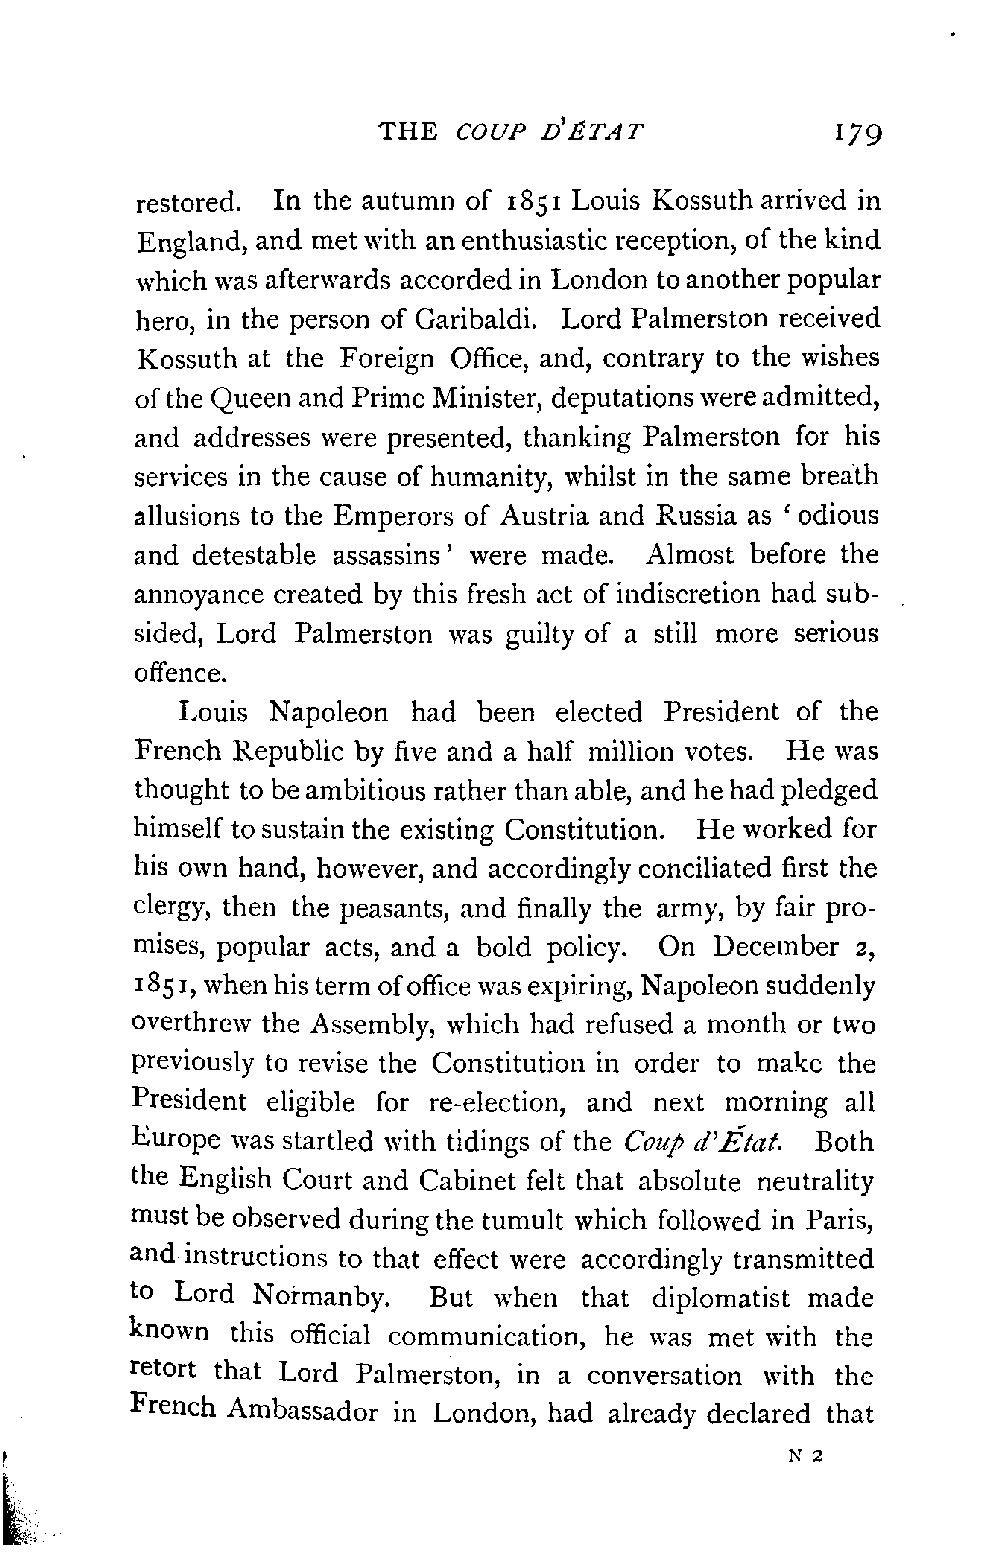 THE COUP D'ÉTAT 179
restored. In the autumn of 1851 Louis Kossuth arrived in
England, and met with an enthusiastic reception, of the kind
which was afterwards accorded in London to another popular
hero, in the person of Garibaldi. Lord Palmerston received
Kossuth at the Foreign Office, and, contrary to the wishes
of the Queen and Prime Minister, deputations were admitted,
and addresses were presented, thanking Palmerston for his
services in the cause of humanity, whilst in the same breath
allusions to the Emperors of Austria and Russia as ‘ odious
and detestable assassins’ were made. Almost before the
annoyance created by this fresh act of indiscretion had sub-
sided, Lord Palmerston was guilty of a still more serious
offence.
Louis Napoleon had been elected President of the
French Republic by five and a half million votes. He was
thought to be ambitious rather than able, and he had pledged
himself to sustain the existing Constitution. He worked for
his own hand, however, and accordingly conciliated first the
clergy, then the peasants, and finally the army, by fair pro-
mises, popular acts, and a bold policy. On December 2,
1851, when his term of office was expiring, Napoleon suddenly
overthrew the Assembly, which had refused a month or two
previously to revise the Constitution in order to make the
President eligible for re-election, and next morning all
Europe was startled with tidings of the Coup d'État. Both
the English Court and Cabinet felt that absolute neutrality
must be observed during the tumult which followed in Paris,
and instructions to that effect were accordingly transmitted
to Lord Normanby. But when that diplomatist made
known this official communication, he was met with the
retort that Lord Palmerston, in a conversation with the
French Ambassador in London, had already declared that
N 2